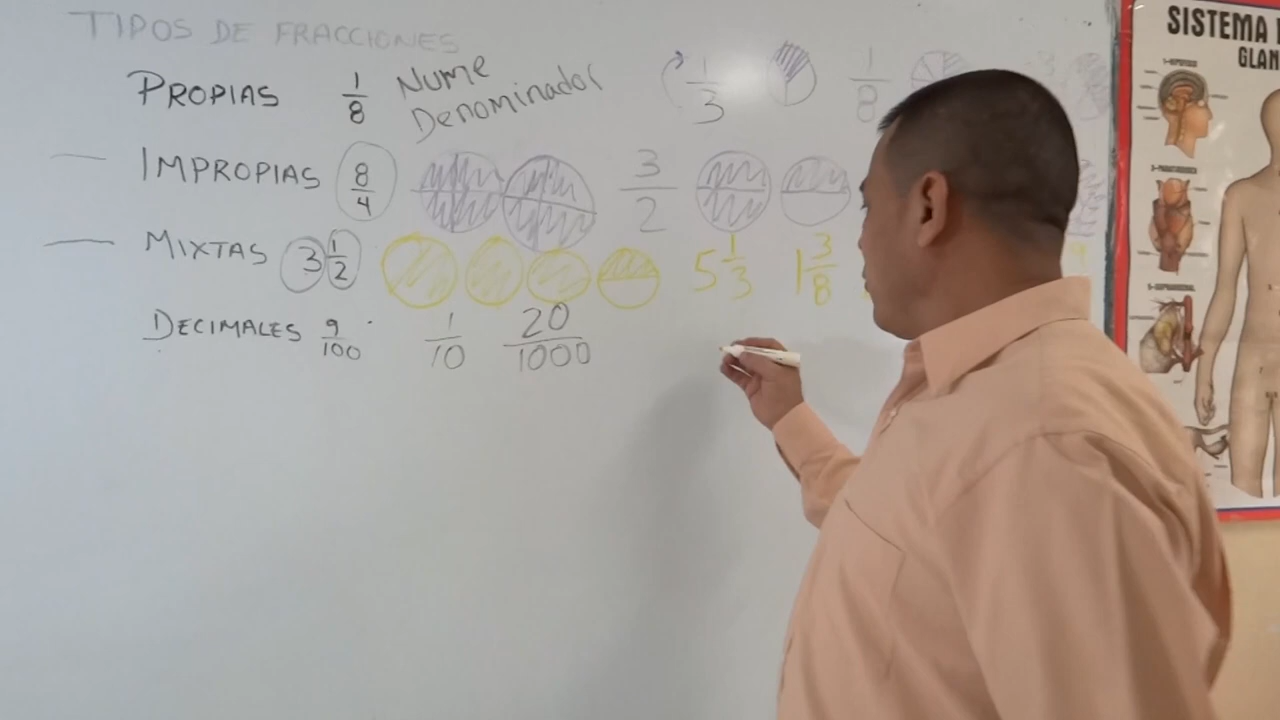 TIPOS DE FRACCIONES
PROPIAS 1/8 Nume Denominador 1/3 1/8
IMPROPIAS 8/4 3/2
MIXTAS 3 1/2 5 1/3 1 3/8
DECIMALES 9/100 1/10 20/1000
SISTEMA
GLAN